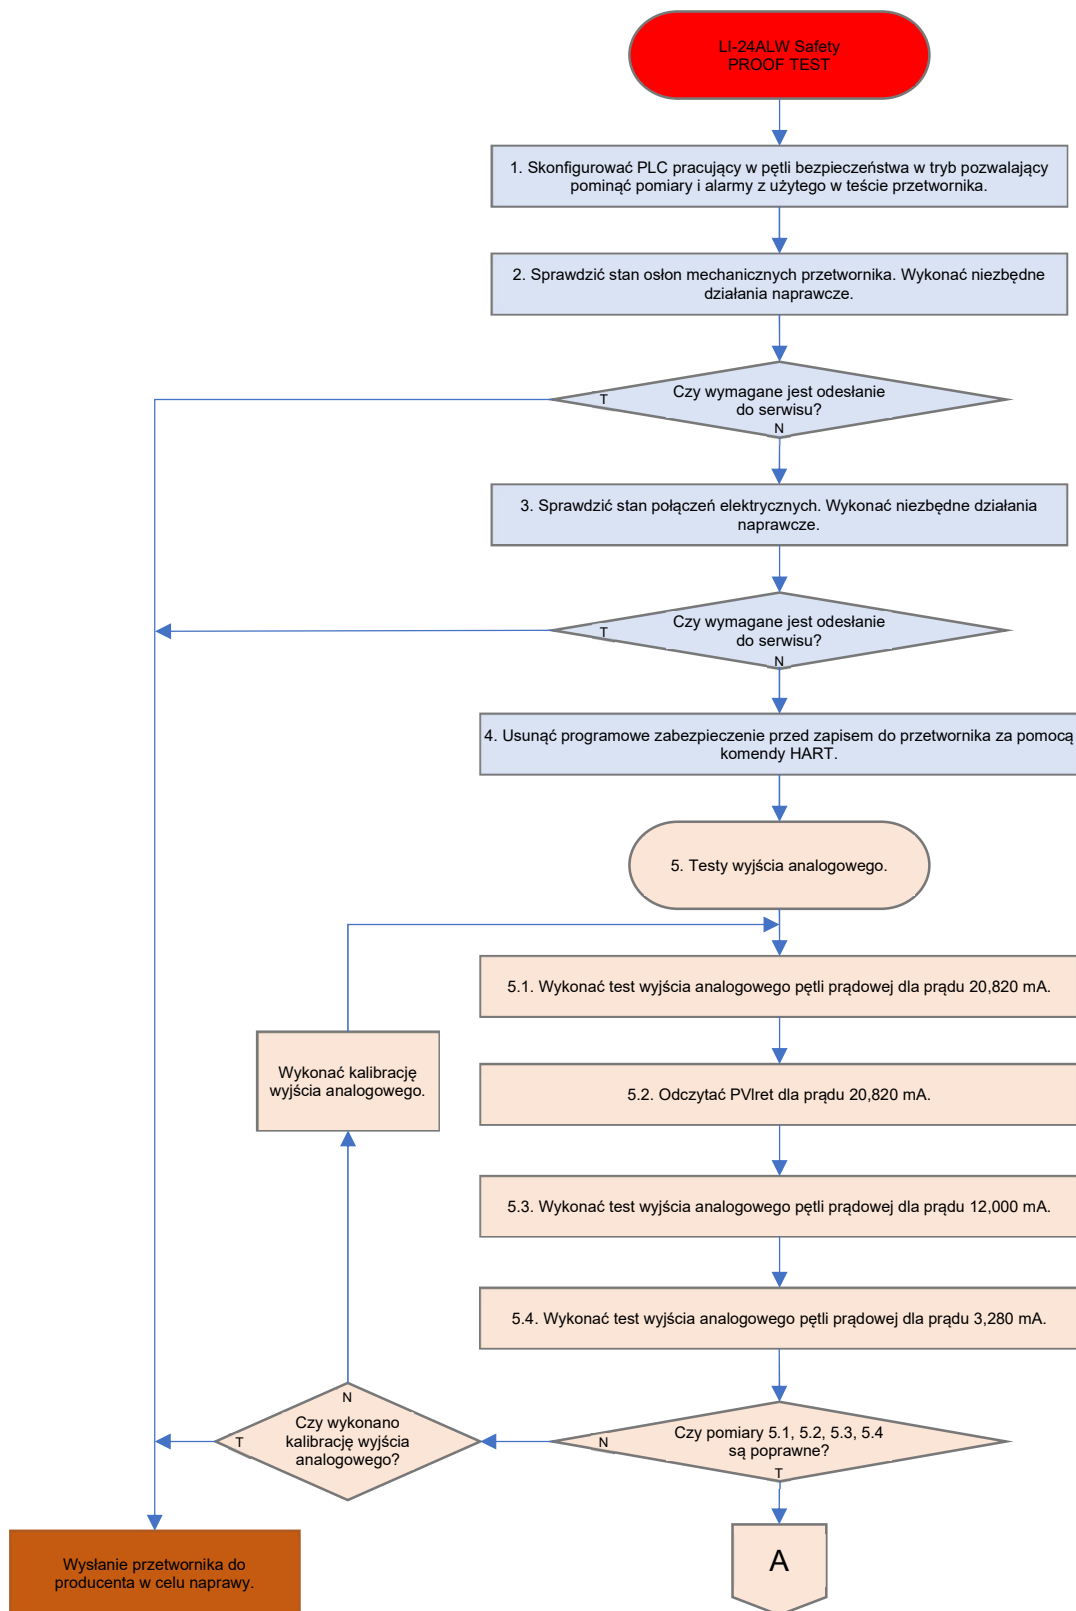 LI-24ALW Safety
PROOF TEST
1. Skonfigurować PLC pracujący w pętli bezpieczeństwa w tryb pozwalający
pominąć pomiary i alarmy z użytego w teście przetwornika.
2. Sprawdzić stan osłon mechanicznych przetwornika. Wykonać niezbędne
działania naprawcze.
Czy wymagane jest odesłanie
do serwisu?
T
N
3. Sprawdzić stan połączeń elektrycznych. Wykonać niezbędne działania
naprawcze.
Czy wymagane jest odesłanie
do serwisu?
T
N
4. Usunąć programowe zabezpieczenie przed zapisem do przetwornika za pomocą
komendy HART.
5. Testy wyjścia analogowego.
5.1. Wykonać test wyjścia analogowego pętli prądowej dla prądu 20,820 mA.
Wykonać kalibrację
wyjścia analogowego.
5.2. Odczytać PVIret dla prądu 20,820 mA.
5.3. Wykonać test wyjścia analogowego pętli prądowej dla prądu 12,000 mA.
5.4. Wykonać test wyjścia analogowego pętli prądowej dla prądu 3,280 mA.
N
Czy wykonano
kalibrację wyjścia
analogowego?
T
Czy pomiary 5.1, 5.2, 5.3, 5.4
są poprawne?
N
T
Wysłanie przetwornika do
producenta w celu naprawy.
A